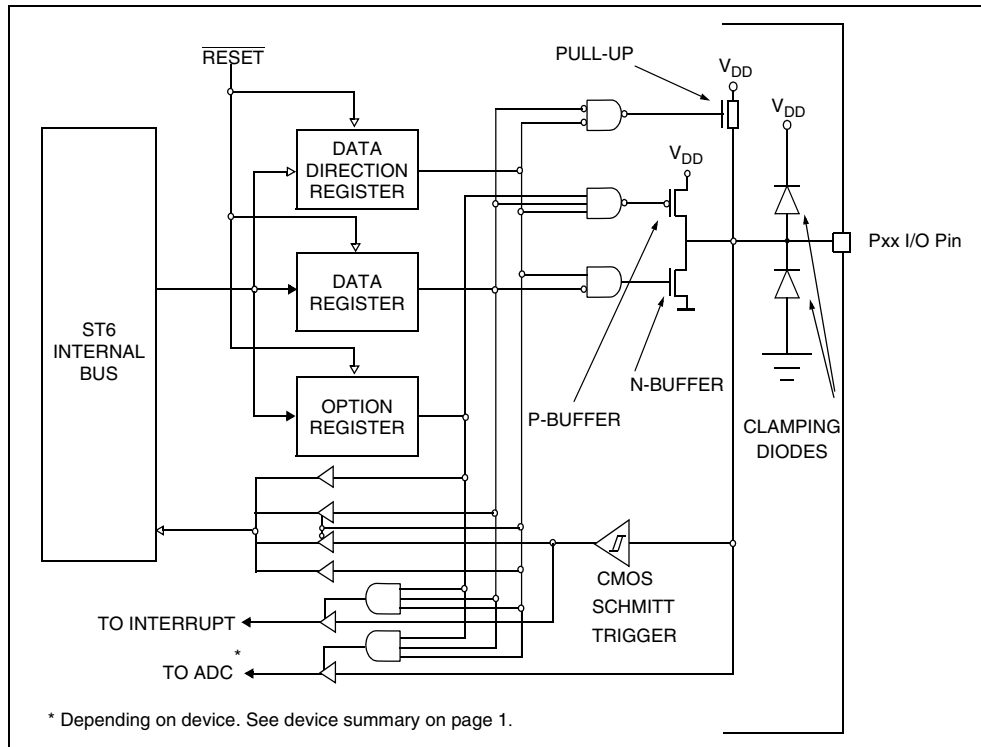 RESET
PULL-UP
VDD
VDD
VDD
DATA
DIRECTION
REGISTER
DATA
REGISTER
OPTION
REGISTER
ST6
INTERNAL
BUS
Pxx I/O Pin
N-BUFFER
P-BUFFER
CLAMPING
DIODES
CMOS
SCHMITT
TRIGGER
TO INTERRUPT
TO ADC*
* Depending on device. See device summary on page 1.